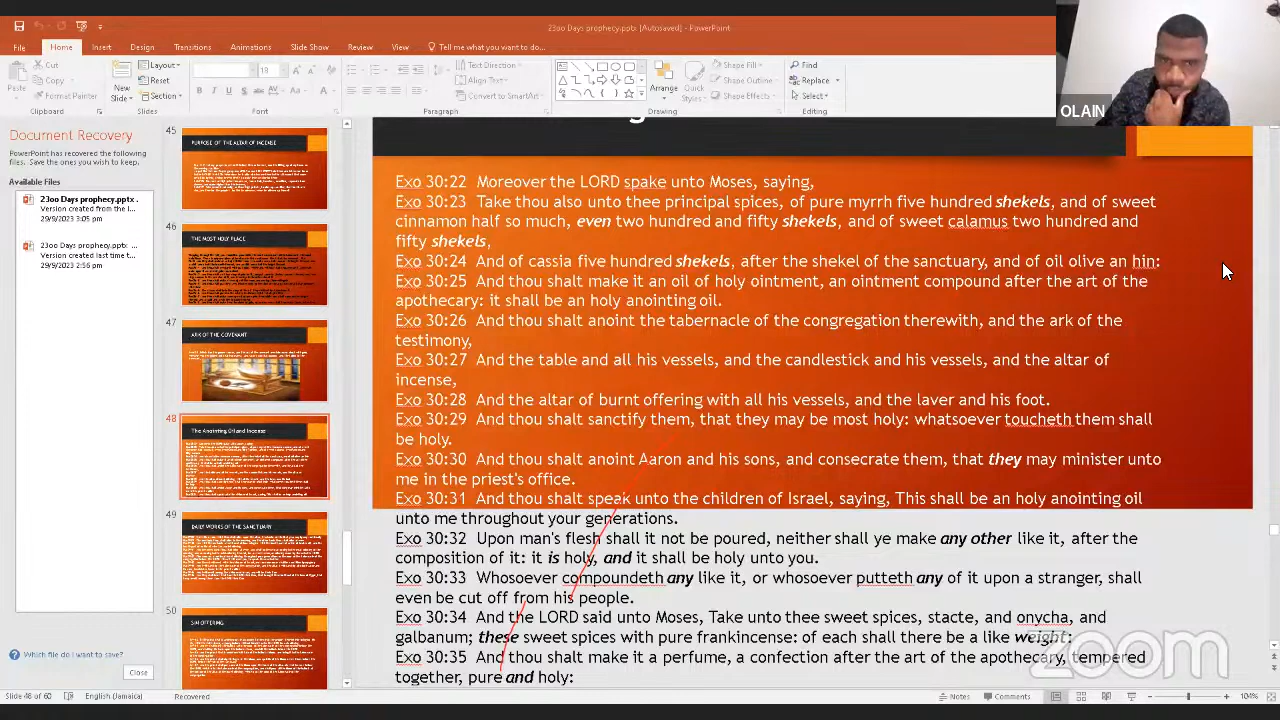 23oo Days prophecy.pptx [Autosaved] - PowerPoint
File Home Insert Design Transitions Animations Slide Show Review View Tell me what you want to do...
Cut
Copy
Format Painter
Paste
Clipboard
New Slide
Layout
Reset
Section
Slides
18
Font
Text Direction
Align Text
Convert to SmartArt
Paragraph
Arrange
Quick Styles
Shape Fill
Shape Outline
Shape Effects
Drawing
Find
Replace
Select
Editing
OLAIN
Document Recovery
PowerPoint has recovered the following files. Save the ones you wish to keep.
Available Files
23oo Days prophecy.pptx ...
Version created from the l...
29/9/2023 3:05 pm
23oo Days prophecy.pptx ...
Version created last time t...
29/9/2023 2:56 pm
Which file do I want to save?
Close
45
PURPOSE OF THE ALTAR OF INCENSE
46
THE MOST HOLY PLACE
47
ARK OF THE COVENANT
48
The Anointing Oil and Incense
49
DAILY WORKS OF THE SANCTUARY
50
SIN OFFERING
Exo 30:22 Moreover the LORD spake unto Moses, saying,
Exo 30:23 Take thou also unto thee principal spices, of pure myrrh five hundred shekels, and of sweet
cinnamon half so much, even two hundred and fifty shekels, and of sweet calamus two hundred and
fifty shekels,
Exo 30:24 And of cassia five hundred shekels, after the shekel of the sanctuary, and of oil olive an hin:
Exo 30:25 And thou shalt make it an oil of holy ointment, an ointment compound after the art of the
apothecary: it shall be an holy anointing oil.
Exo 30:26 And thou shalt anoint the tabernacle of the congregation therewith, and the ark of the
testimony,
Exo 30:27 And the table and all his vessels, and the candlestick and his vessels, and the altar of
incense,
Exo 30:28 And the altar of burnt offering with all his vessels, and the laver and his foot.
Exo 30:29 And thou shalt sanctify them, that they may be most holy: whatsoever toucheth them shall
be holy.
Exo 30:30 And thou shalt anoint Aaron and his sons, and consecrate them, that they may minister unto
me in the priest's office.
Exo 30:31 And thou shalt speak unto the children of Israel, saying, This shall be an holy anointing oil
unto me throughout your generations.
Exo 30:32 Upon man's flesh shall it not be poured, neither shall ye make any other like it, after the
composition of it: it is holy, and it shall be holy unto you.
Exo 30:33 Whosoever compoundeth any like it, or whosoever putteth any of it upon a stranger, shall
even be cut off from his people.
Exo 30:34 And the LORD said unto Moses, Take unto thee sweet spices, stacte, and onycha, and
galbanum; these sweet spices with pure frankincense: of each shall there be a like weight:
Exo 30:35 And thou shalt make it a perfume, a confection after the art of the apothecary, tempered
together, pure and holy:
zoom
Slide 48 of 60 English (Jamaica) Recovered
Notes Comments 104%